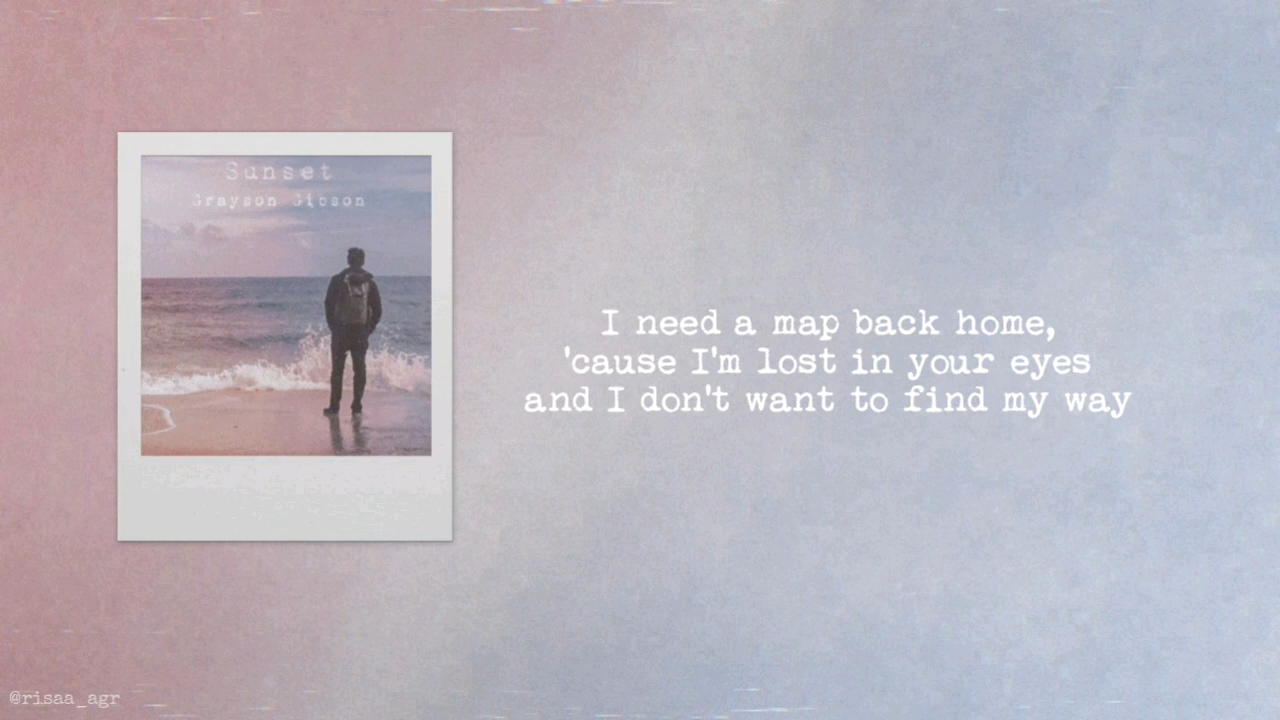 Sunset
Grayson Gibson
I need a map back home,
'cause I'm lost in your eyes
and I don't want to find my way
@risaa_agr